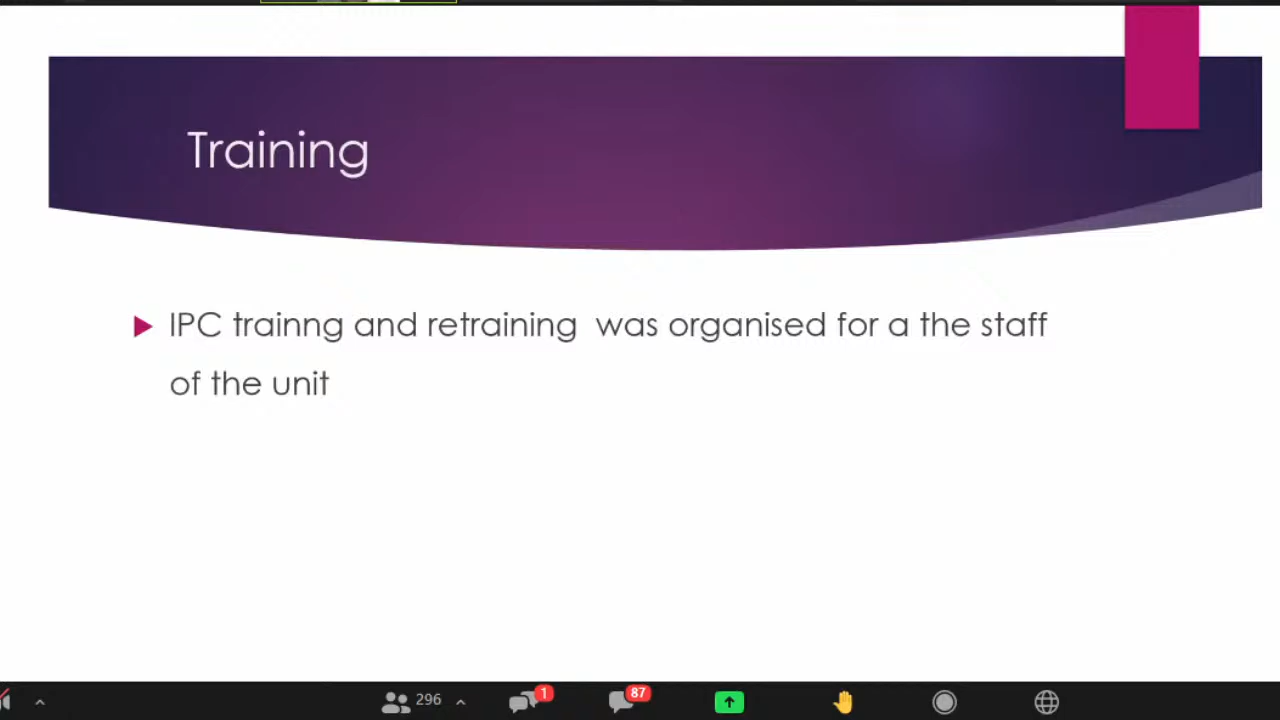 Training
IPC trainng and retraining was organised for a the staff
of the unit
296
1
87